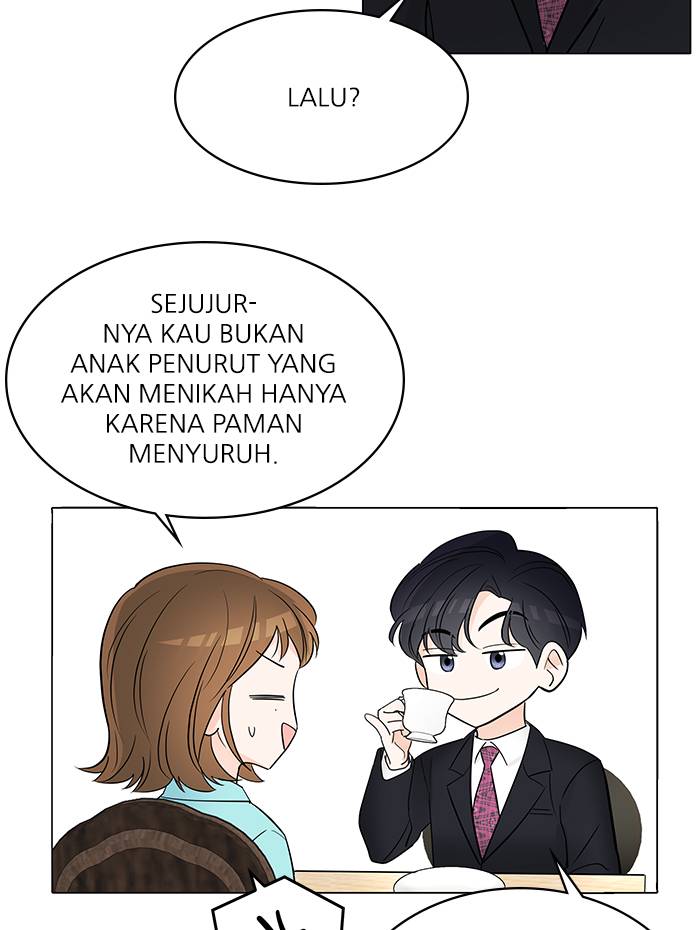 LALU?
SEJUJUR-
NYA KAU BUKAN
ANAK PENURUT YANG
AKAN MENIKAH HANYA
KARENA PAMAN
MENYURUH.